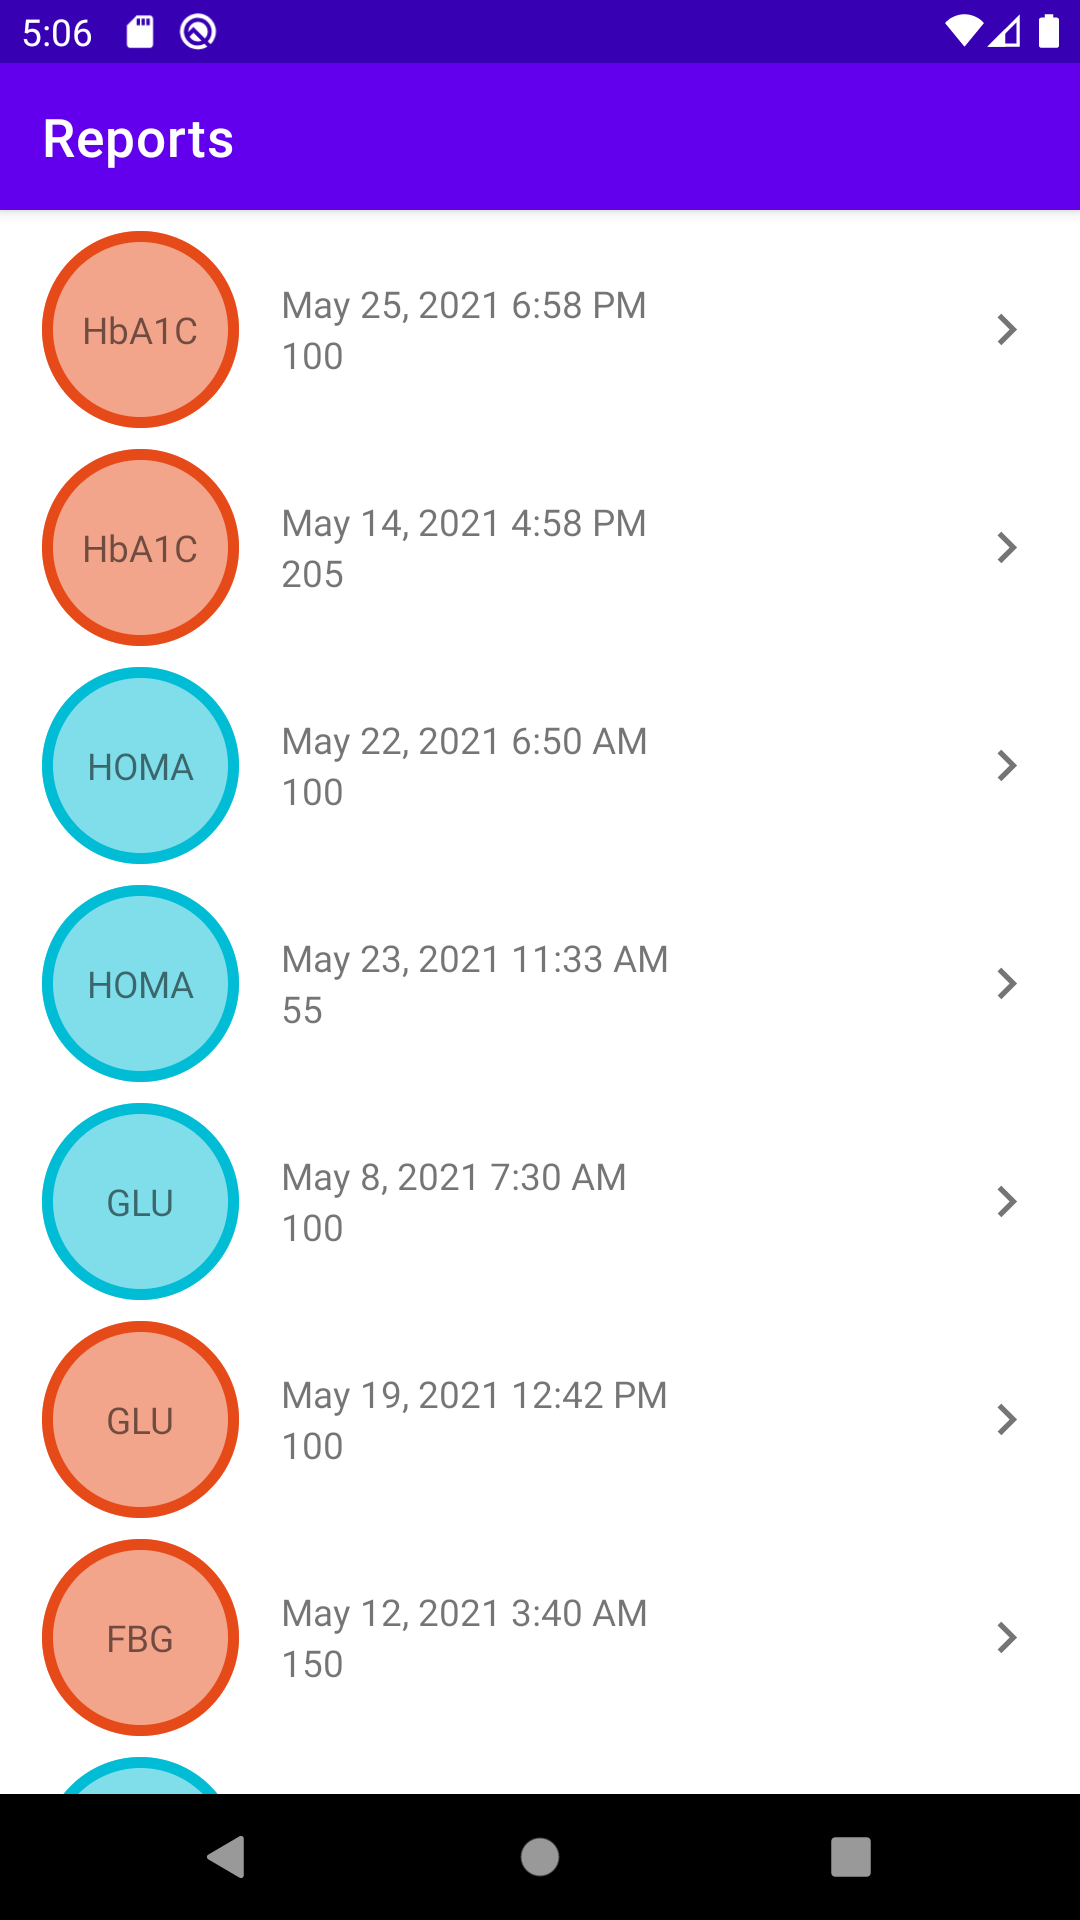 5:06
Reports
HbA1C
May 25, 2021 6:58 PM
100
HbA1C
May 14, 2021 4:58 PM
205
HOMA
May 22, 2021 6:50 AM
100
HOMA
May 23, 2021 11:33 AM
55
GLU
May 8, 2021 7:30 AM
100
GLU
May 19, 2021 12:42 PM
100
FBG
May 12, 2021 3:40 AM
150